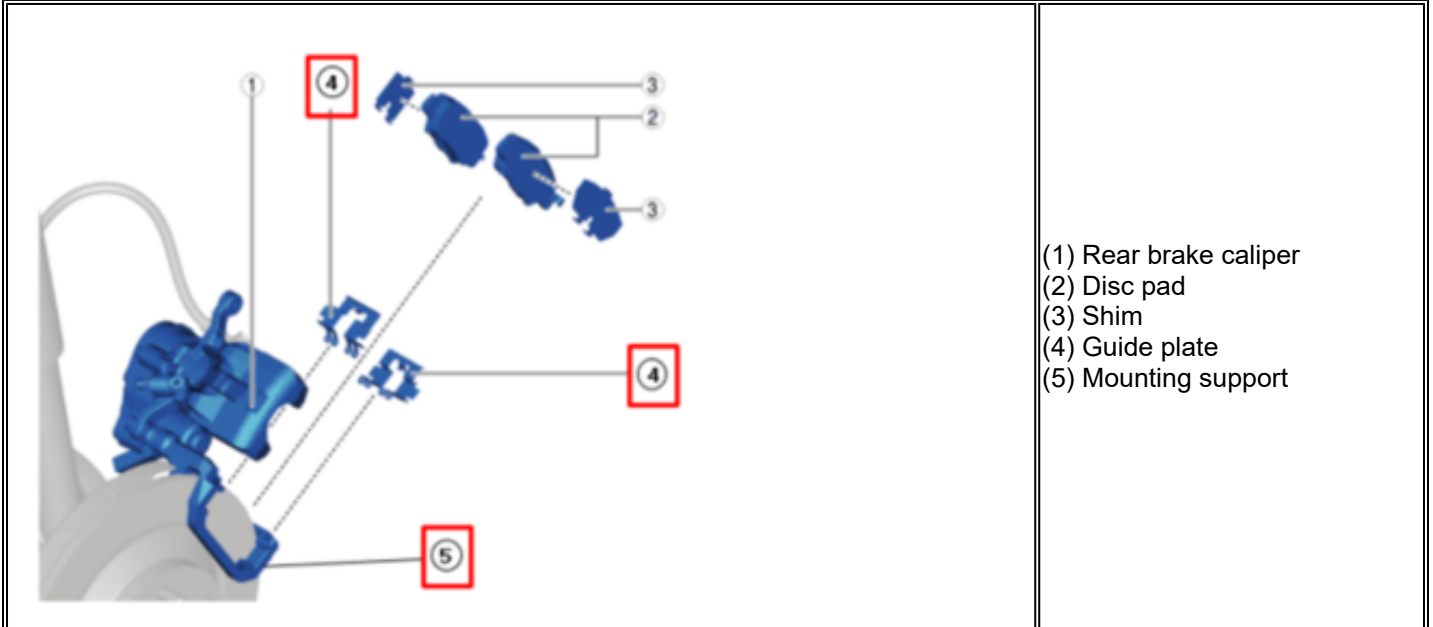 1
4
3
2
3
4
5
(1) Rear brake caliper
(2) Disc pad
(3) Shim
(4) Guide plate
(5) Mounting support